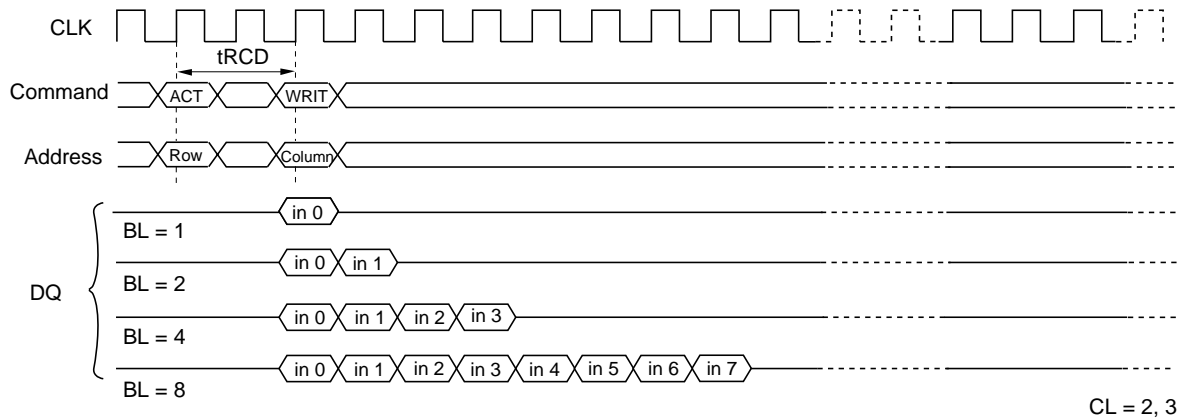 CLK
tRCD
Command ACT WRIT
Address Row Column
in 0
BL = 1
in 0 in 1
BL = 2
DQ
in 0 in 1 in 2 in 3
BL = 4
in 0 in 1 in 2 in 3 in 4 in 5 in 6 in 7
BL = 8
CL = 2, 3